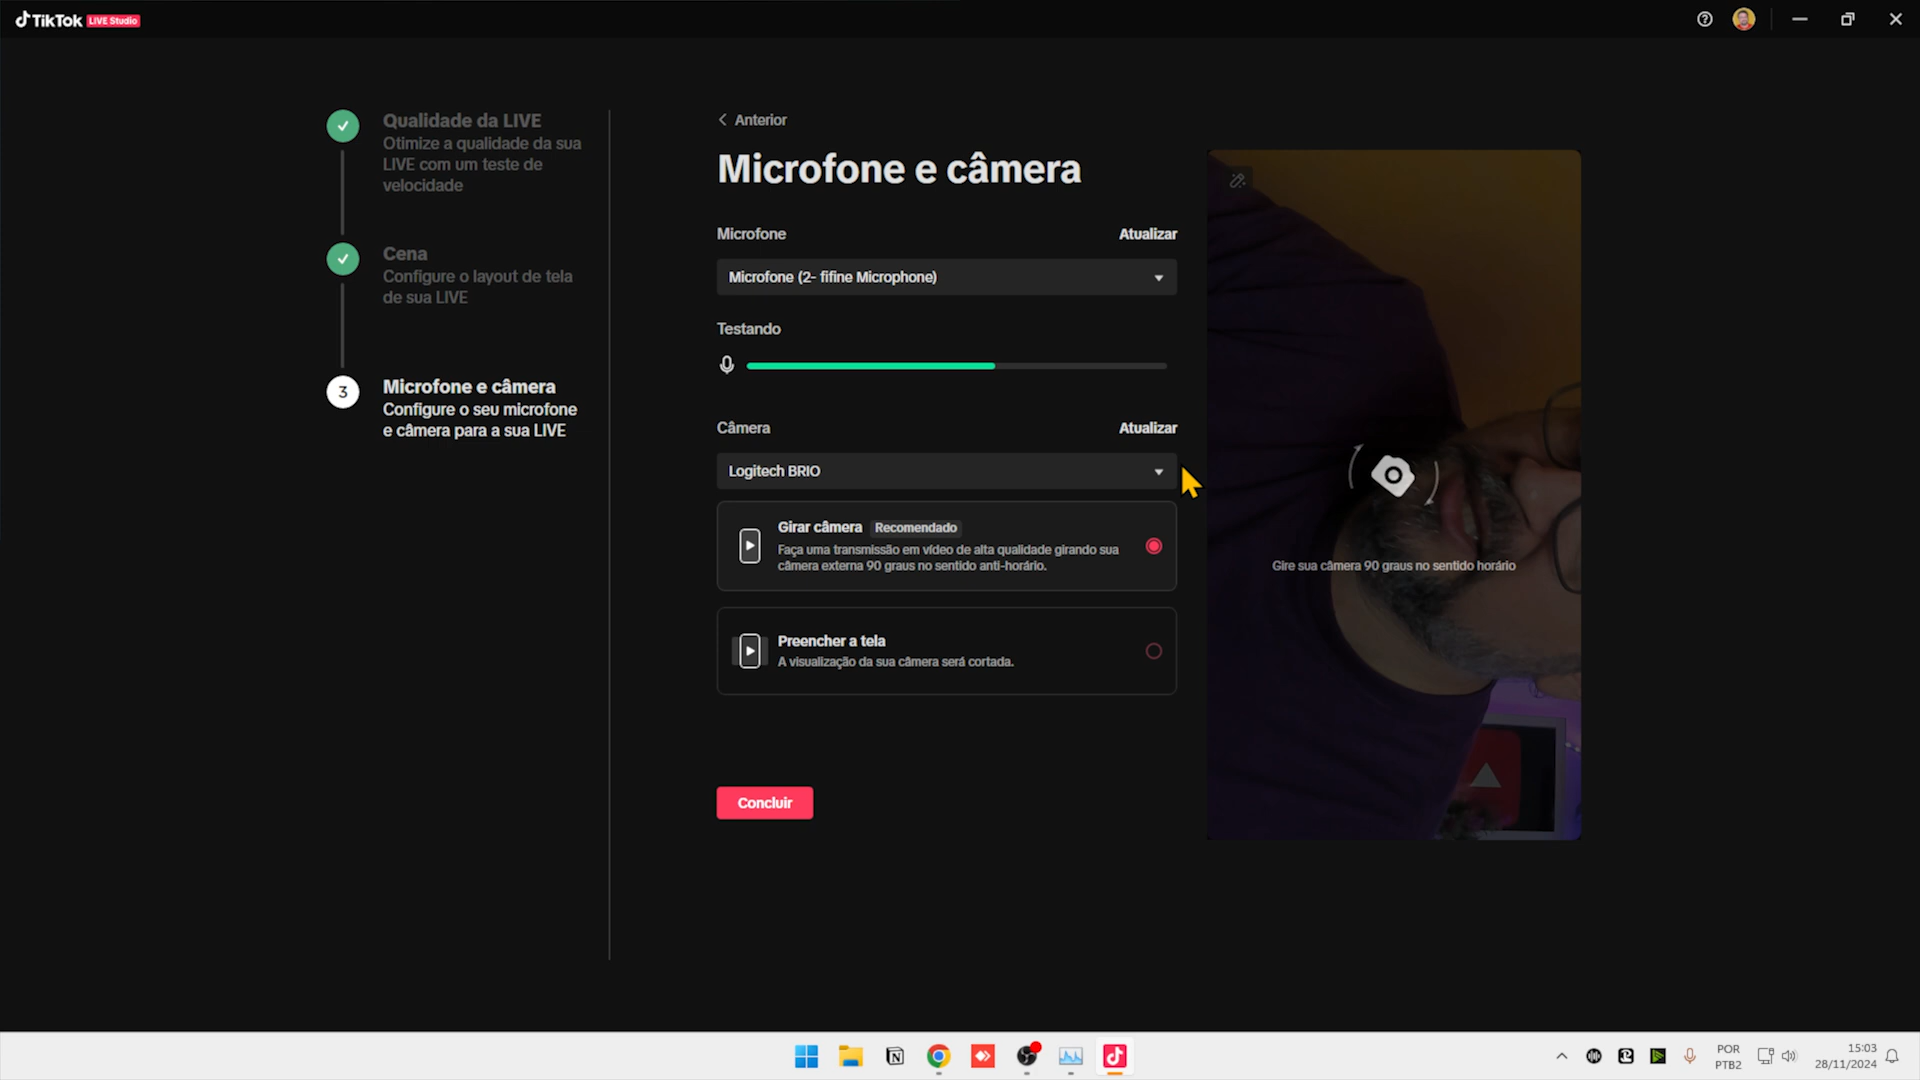 TikTok LIVE Studio
Qualidade da LIVE
Otimize a qualidade da sua
LIVE com um teste de
velocidade
Cena
Configure o layout de tela
de sua LIVE
3
Microfone e câmera
Configure o seu microfone
e câmera para a sua LIVE
Anterior
Microfone e câmera
Microfone
Atualizar
Microfone (2- fifine Microphone)
Testando
Câmera
Atualizar
Logitech BRIO
Girar câmera Recomendado
Faça uma transmissão em vídeo de alta qualidade girando sua
câmera externa 90 graus no sentido anti-horário.
Preencher a tela
A visualização da sua câmera será cortada.
Concluir
Gire sua câmera 90 graus no sentido horário
POR
PTB2
15:03
28/11/2024